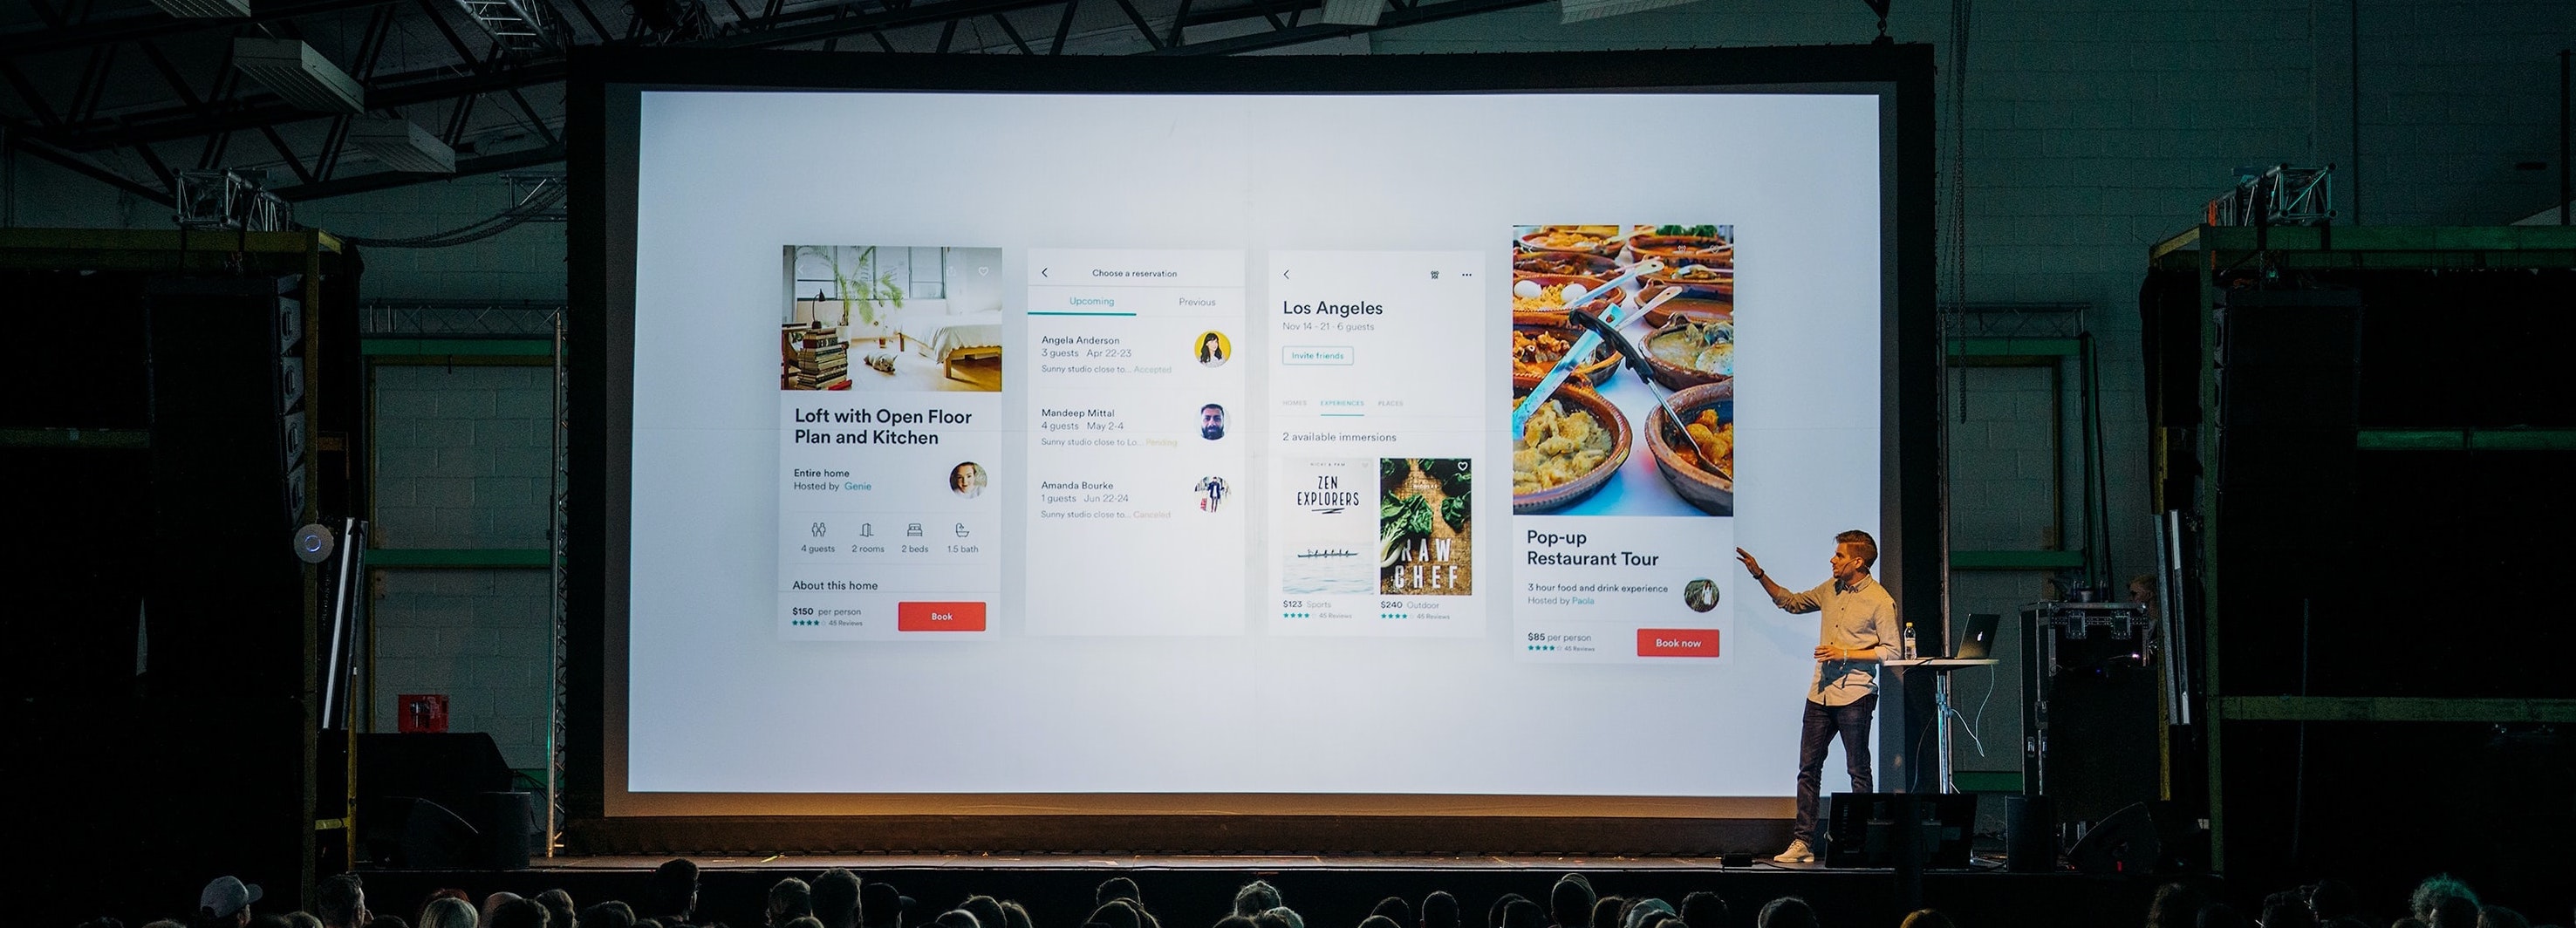 Loft with Open Floor
Plan and Kitchen
Entire home
Hosted by Genie
4 guests 2 rooms 2 beds 1.5 bath
About this home
$150 per person
45 Reviews
Book
Choose a reservation
Upcoming Previous
Angela Anderson
3 guests Apr 22-23
Sunny studio close to... Accepted
Mandeep Mittal
4 guests May 2-4
Sunny studio close to Lo... Pending
Amanda Bourke
1 guests Jun 22-24
Sunny studio close to... Canceled
Los Angeles
Nov 14 - 21 · 6 guests
Invite friends
HOMES EXPERIENCES PLACES
2 available immersions
ZEN
EXPLORERS
$123 Sports
45 Reviews
RAW
CHEF
$240 Outdoor
45 Reviews
Pop-up
Restaurant Tour
3 hour food and drink experience
Hosted by Paola
$85 per person
45 Reviews
Book now